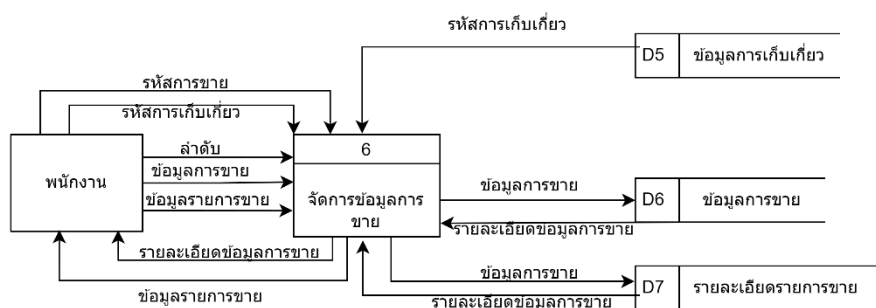 รหัสการเก็บเกี่ยว
D5 ข้อมูลการเก็บเกี่ยว
รหัสการขาย
รหัสการเก็บเกี่ยว
พนักงาน
ลำดับ
ข้อมูลการขาย
ข้อมูลรายการขาย
6
จัดการข้อมูลการ
ขาย
ข้อมูลการขาย
D6 ข้อมูลการขาย
รายละเอียดข้อมูลการขาย
รายละเอียดข้อมูลการขาย
ข้อมูลรายการขาย
ข้อมูลการขาย
D7 รายละเอียดรายการขาย
รายละเอียดข้อมูลการขาย